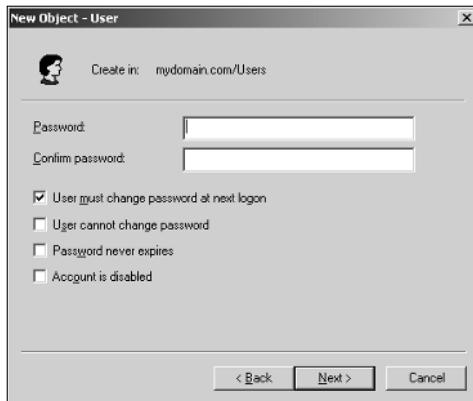 New Object - User
Create in: mydomain.com/Users
Password:
Confirm password:
User must change password at next logon
User cannot change password
Password never expires
Account is disabled
< Back Next > Cancel